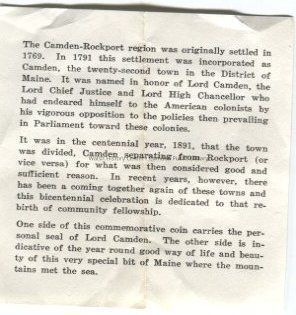 The Camden-Rockport region was originally settled in
1769. In 1791 this settlement was incorporated as
Camden, the twenty-second town in the District of
Maine. It was named in honor of Lord Camden, the
Lord Chief Justice and Lord High Chancellor who
had endeared himself to the American colonists by
his vigorous opposition to the policies then prevailing
in Parliament toward these colonies.
It was in the centennial year, 1891, that the town
was divided, Camden separating from Rockport (or
vice versa) for what was then considered good and
sufficient reason. In recent years, however, there
has been a coming together again of these towns and
this bicentennial celebration is dedicated to that re-
birth of community fellowship.
One side of this commemorative coin carries the per-
sonal seal of Lord Camden. The other side is in-
dicative of the year round good way of life and beau-
ty of this very special bit of Maine where the moun-
tains met the sea.